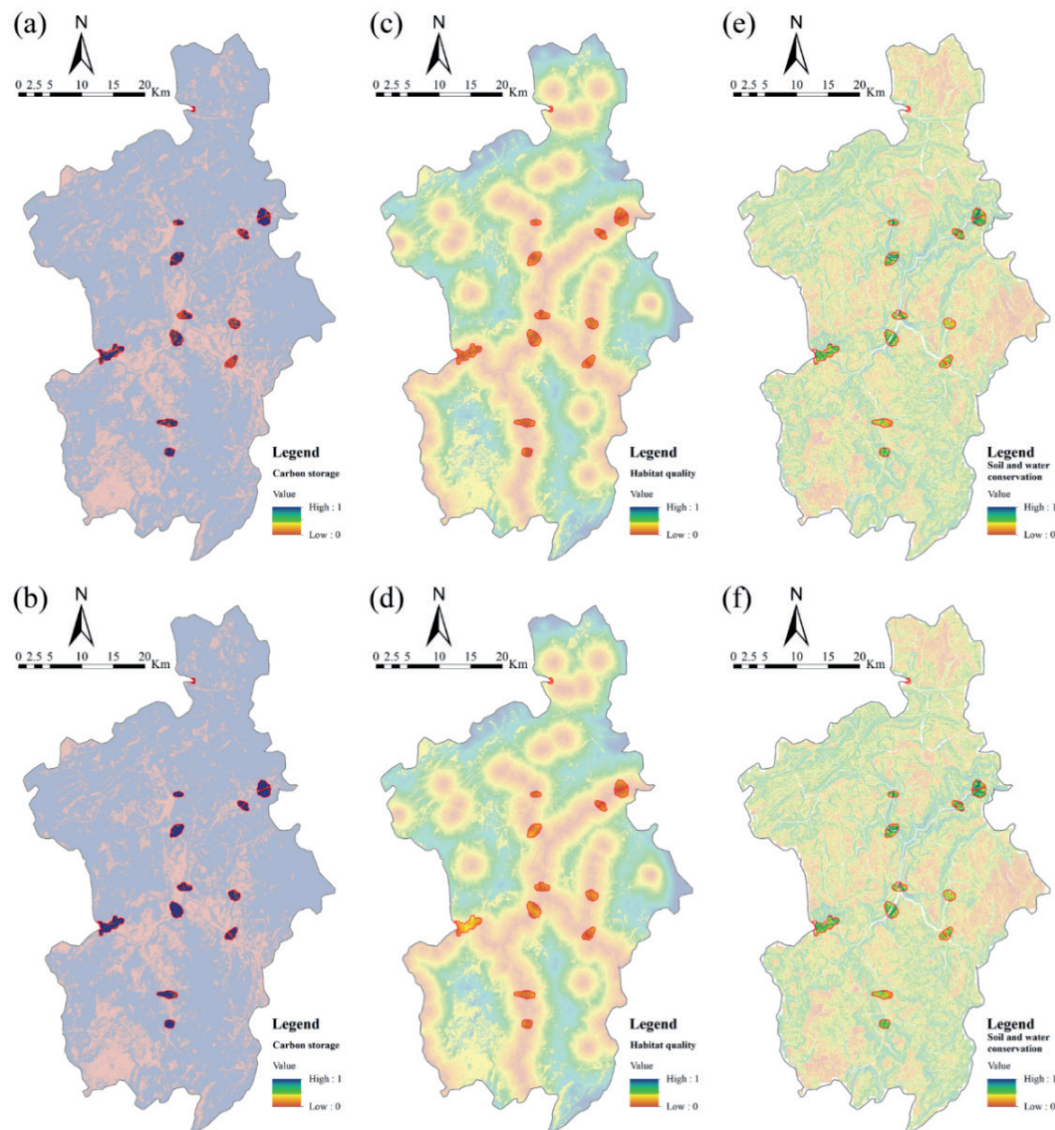 (a)
N
0 2.5 5 10 15 20
Km
Legend
Carbon storage
Value
High : 1
Low : 0
(c)
N
0 2.5 5 10 15 20
Km
Legend
Habitat quality
Value
High : 1
Low : 0
(e)
N
0 2.5 5 10 15 20
Km
Legend
Soil and water
conservation
Value
High : 1
Low : 0
(b)
N
0 2.5 5 10 15 20
Km
Legend
Carbon storage
Value
High : 1
Low : 0
(d)
N
0 2.5 5 10 15 20
Km
Legend
Habitat quality
Value
High : 1
Low : 0
(f)
N
0 2.5 5 10 15 20
Km
Legend
Soil and water
conservation
Value
High : 1
Low : 0